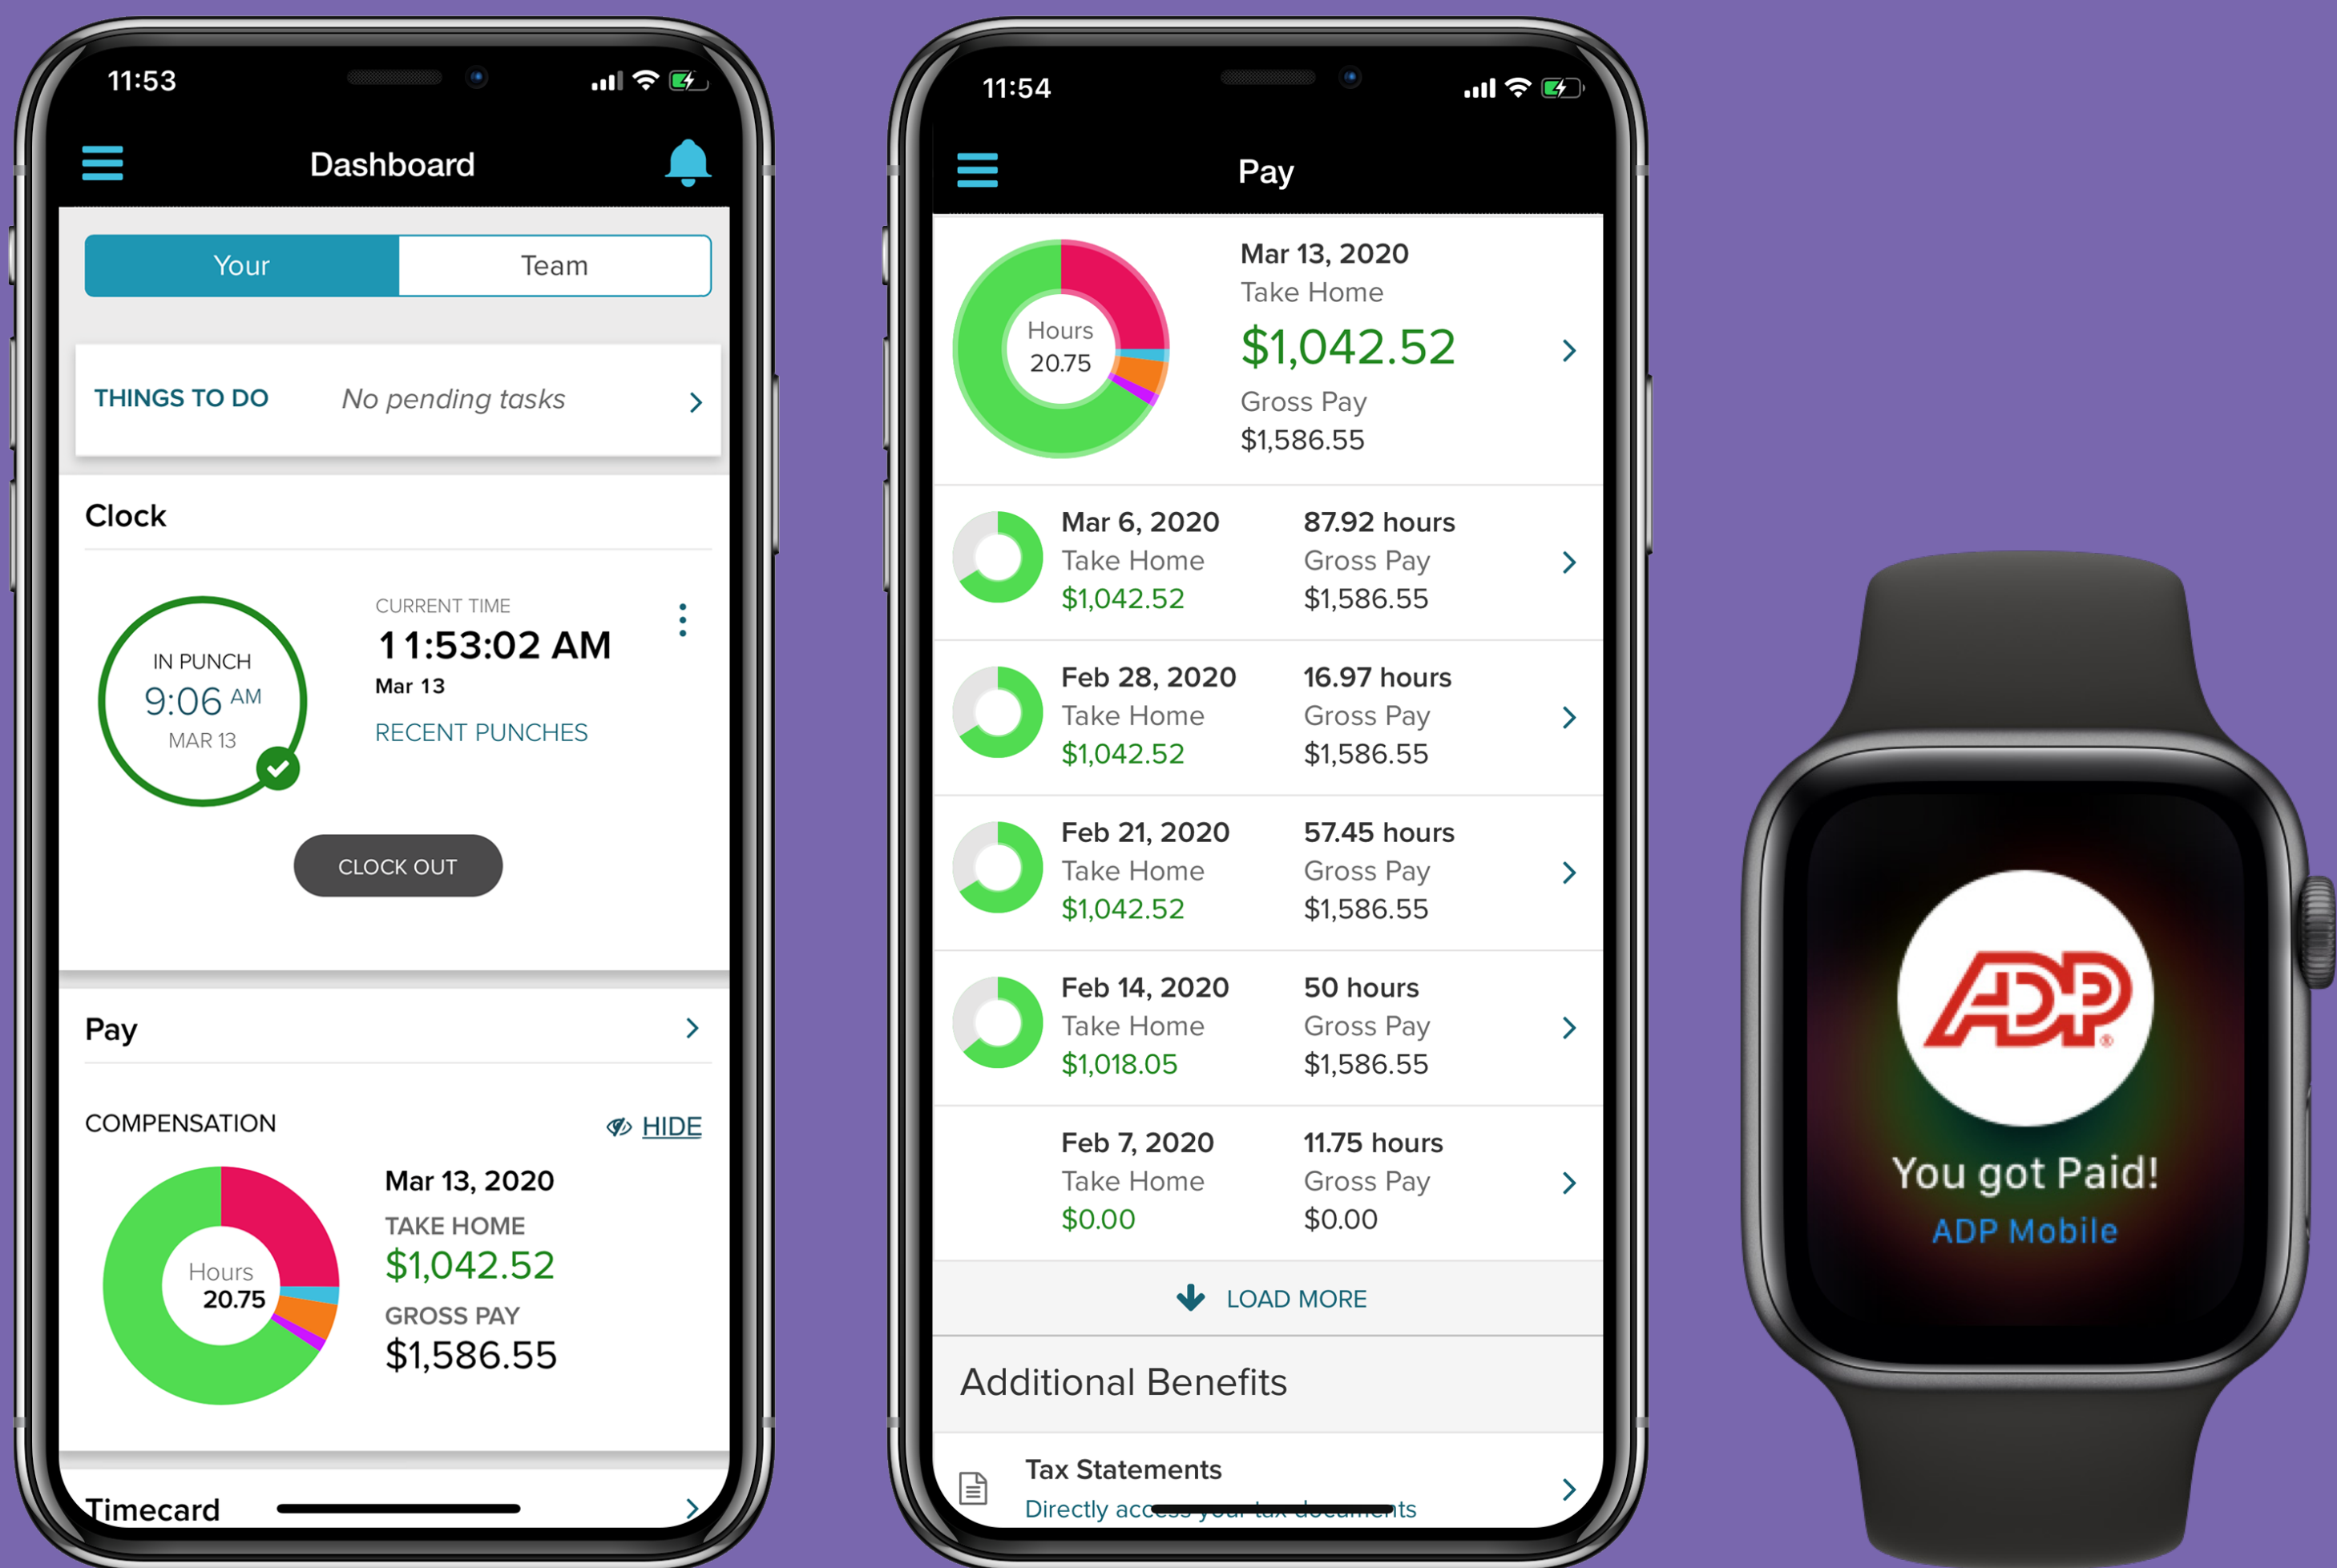 11:53
Dashboard
Your
Team
THINGS TO DO
No pending tasks
Clock
IN PUNCH
9:06 AM
MAR 13
CURRENT TIME
11:53:02 AM
Mar 13
RECENT PUNCHES
CLOCK OUT
Pay
COMPENSATION
HIDE
Hours
20.75
Mar 13, 2020
TAKE HOME
$1,042.52
GROSS PAY
$1,586.55
Timecard
11:54
Pay
Hours
20.75
Mar 13, 2020
Take Home
$1,042.52
Gross Pay
$1,586.55
Mar 6, 2020
Take Home
$1,042.52
87.92 hours
Gross Pay
$1,586.55
Feb 28, 2020
Take Home
$1,042.52
16.97 hours
Gross Pay
$1,586.55
Feb 21, 2020
Take Home
$1,042.52
57.45 hours
Gross Pay
$1,586.55
Feb 14, 2020
Take Home
$1,018.05
50 hours
Gross Pay
$1,586.55
Feb 7, 2020
Take Home
$0.00
11.75 hours
Gross Pay
$0.00
LOAD MORE
Additional Benefits
Tax Statements
Directly access your tax documents
ADP®
You got Paid!
ADP Mobile